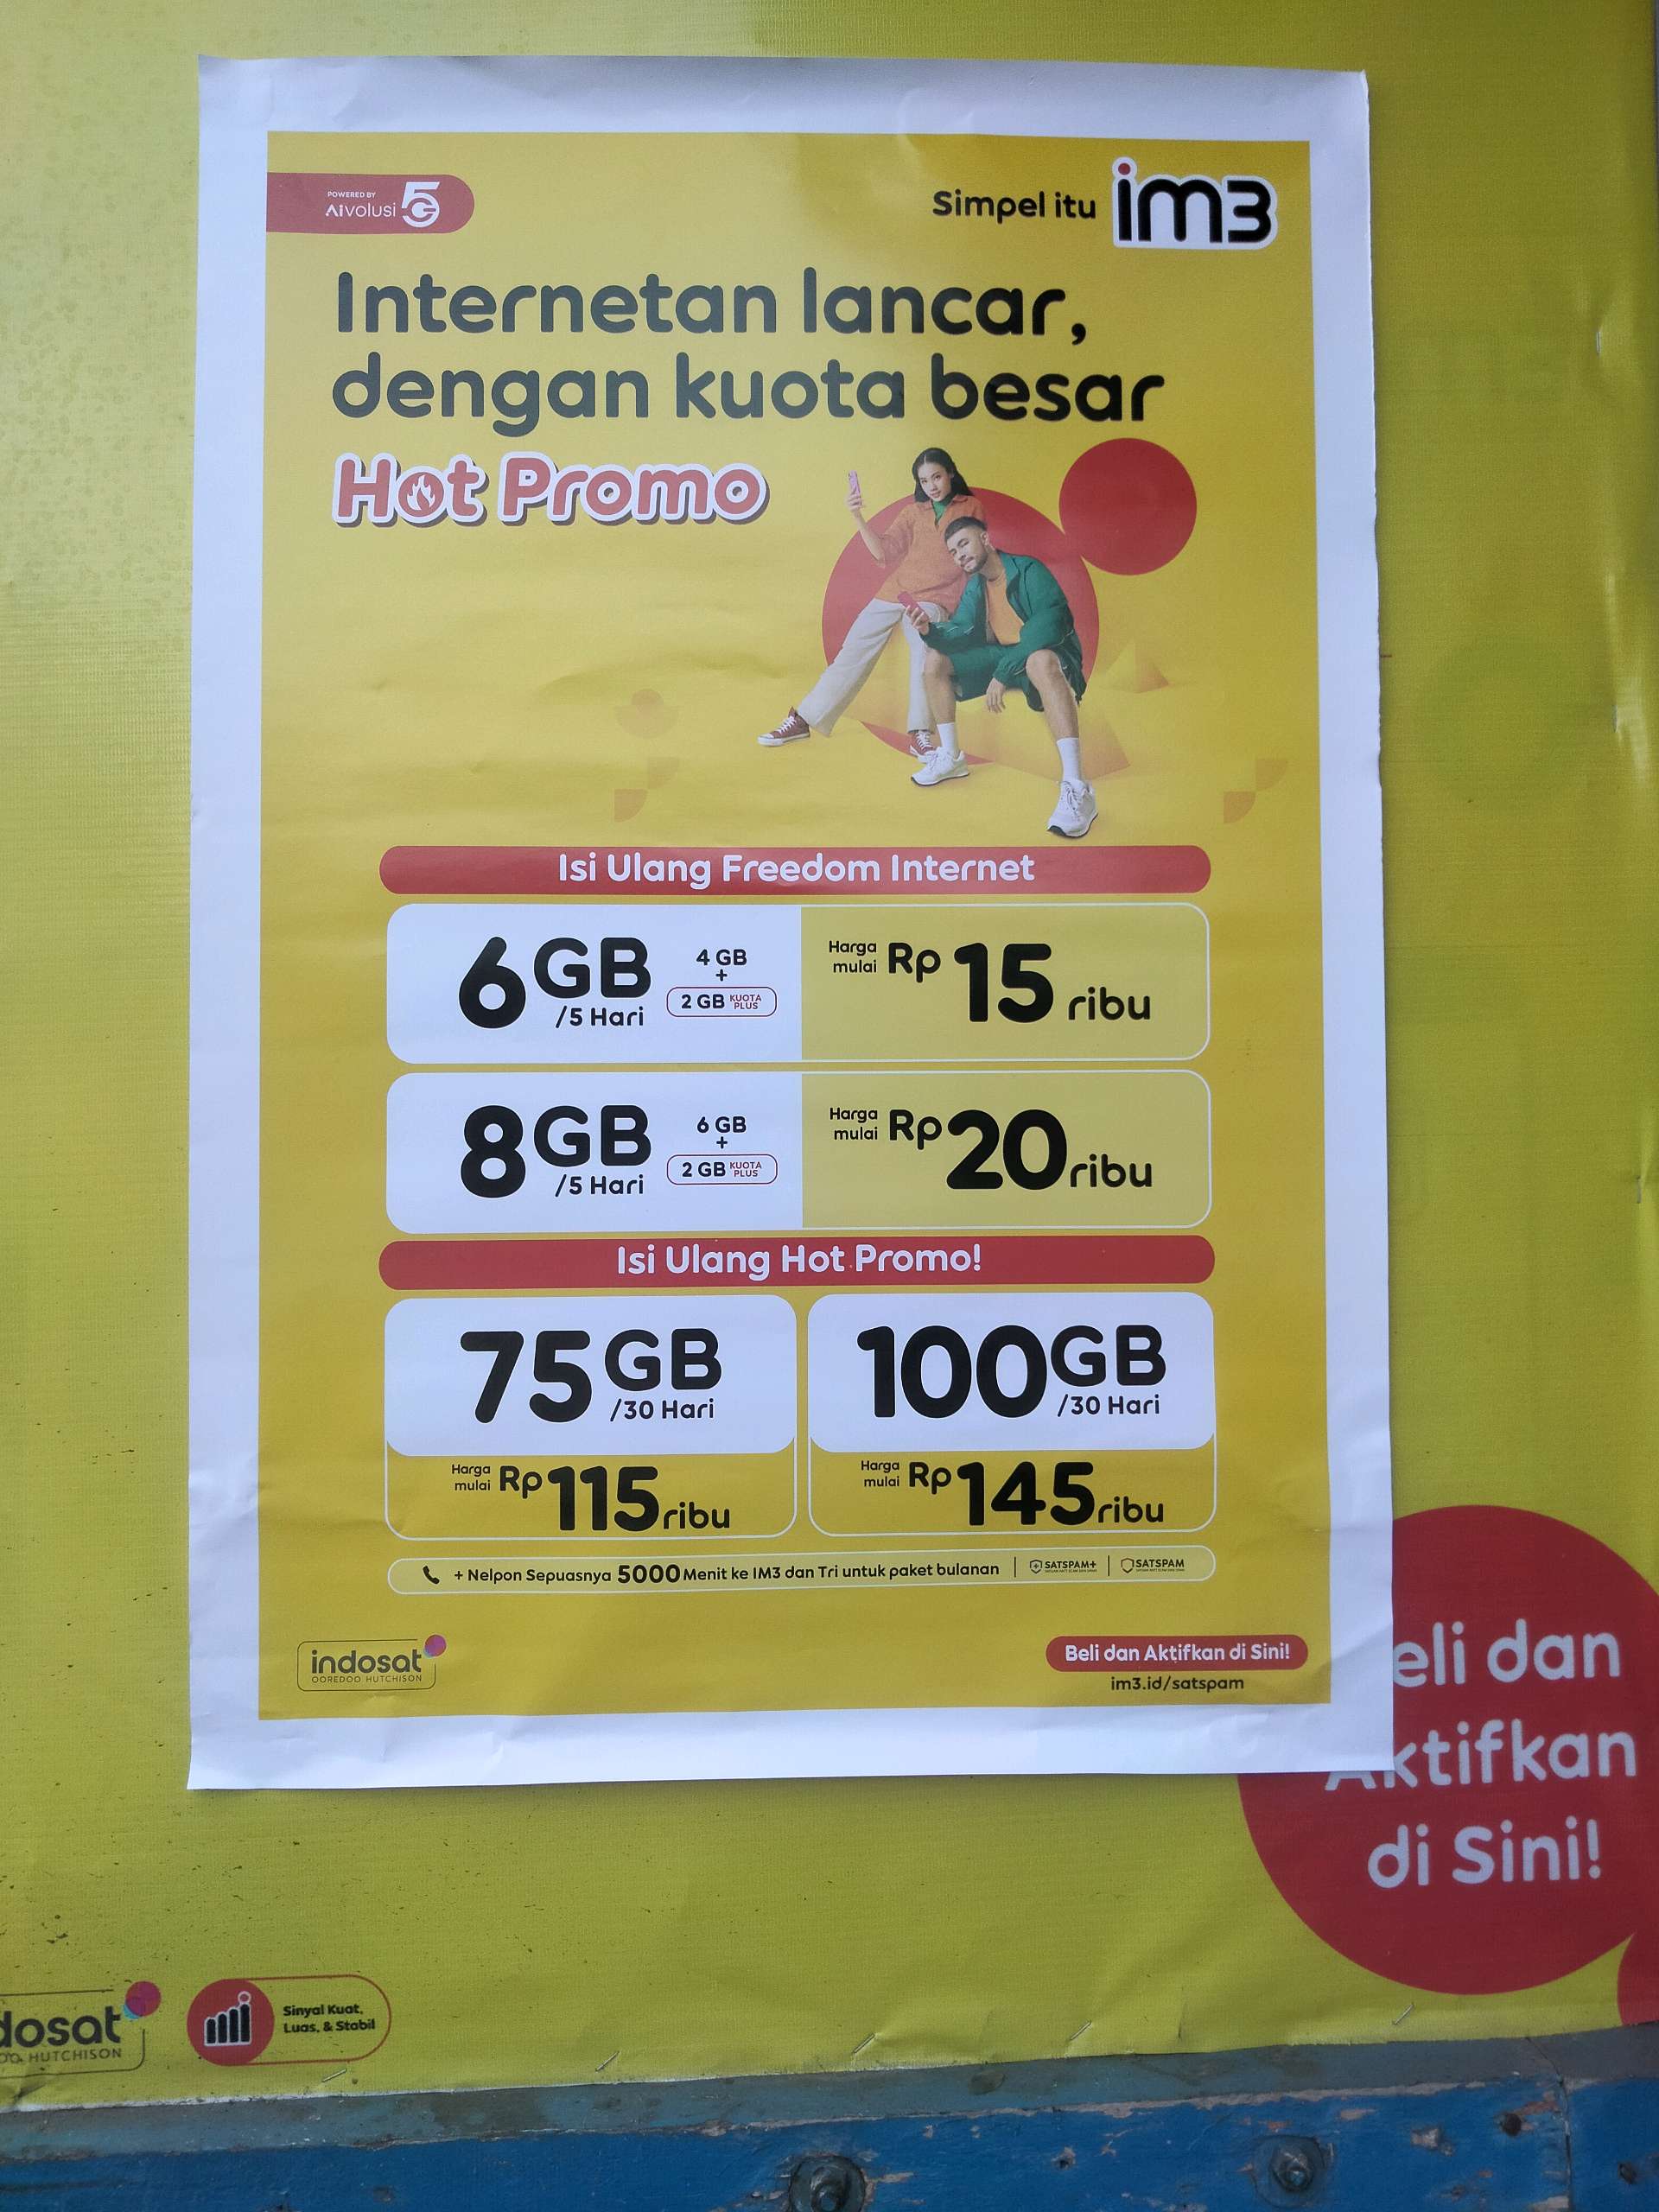 POWERED BY
AIvolusi 5G
Simpel itu im3
Internetan lancar,
dengan kuota besar
Hot Promo
Isi Ulang Freedom Internet
6GB
/5 Hari
4 GB
+
2 GB KUOTA PLUS
Harga mulai Rp 15 ribu
8GB
/5 Hari
6 GB
+
2 GB KUOTA PLUS
Harga mulai Rp 20 ribu
Isi Ulang Hot Promo!
75GB
/30 Hari
Harga mulai Rp 115 ribu
100GB
/30 Hari
Harga mulai Rp 145 ribu
+ Nelpon Sepuasnya 5000 Menit ke IM3 dan Tri untuk paket bulanan | SATSPAM+ | SATSPAM
indosat
OOREDOO HUTCHISON
Beli dan Aktifkan di Sini!
im3.id/satspam
eli dan
Aktifkan
di Sini!
dosat
HUTCHISON
Sinyal Kuat,
Luas, & Stabil